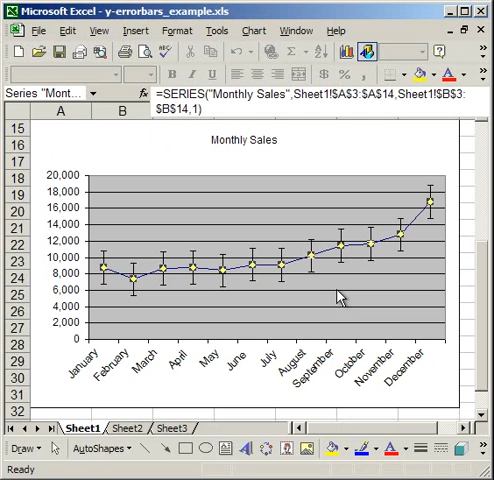 Microsoft Excel - y-errorbars_example.xls
File Edit View Insert Format Tools Chart Window
Series "Mont... =SERIES("Monthly Sales",Sheet1!$A$3:$A$14,Sheet1!$B$3:
$B$14,1)
A B
15
16
17
18
19
20
21
22
23
24
25
26
27
28
29
30
31
32
Monthly Sales
20,000
18,000
16,000
14,000
12,000
10,000
8,000
6,000
4,000
2,000
0
January February March April May June July August September October November December
Sheet1 Sheet2 Sheet3
Draw AutoShapes
Ready